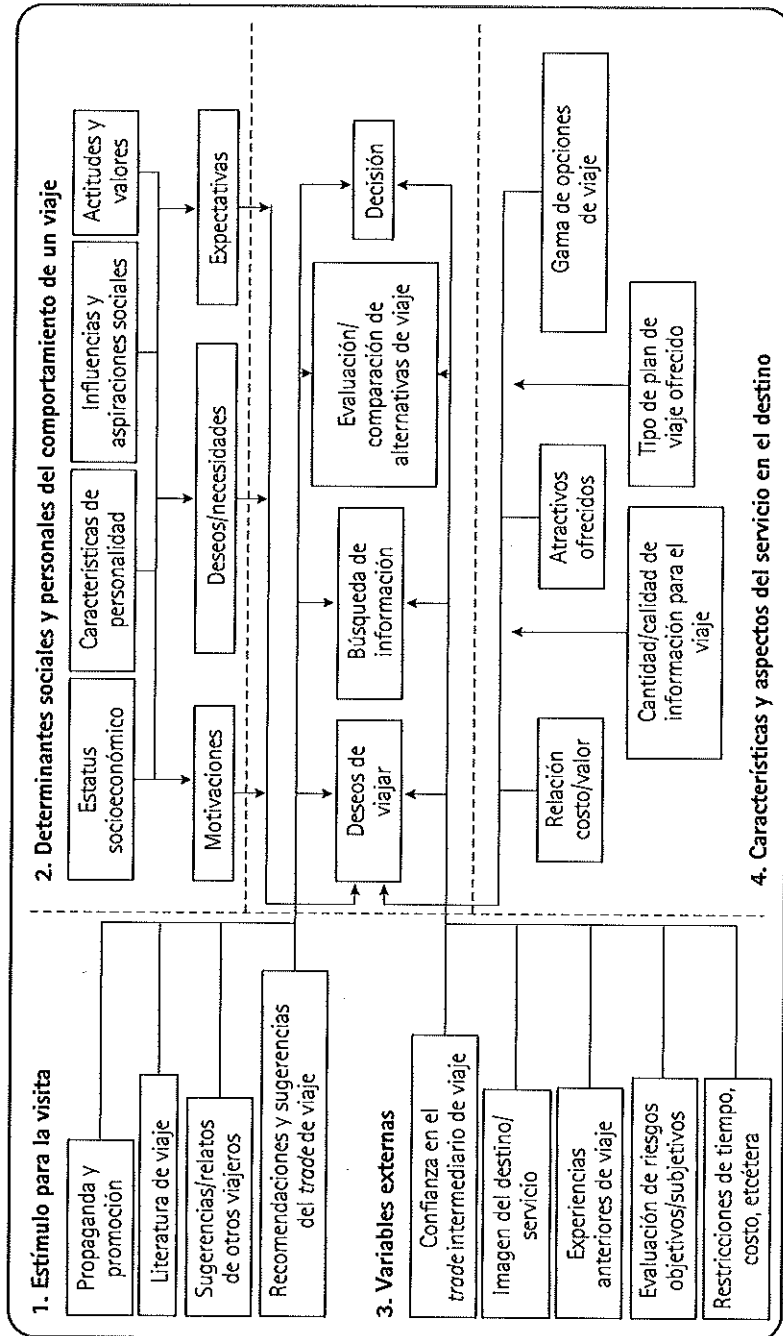 1. Estímulo para la visita
Propaganda y
promoción
Literatura de viaje
Sugerencias/relatos
de otros viajeros
Recomendaciones y sugerencias
del trade de viaje
2. Determinantes sociales y personales del comportamiento de un viaje
Estatus
socioeconómico
Características de
personalidad
Influencias y
aspiraciones sociales
Actitudes y
valores
Motivaciones
Deseos/necesidades
Expectativas
Deseos de
viajar
Búsqueda de
información
Evaluación/
comparación de
alternativas de viaje
Decisión
3. Variables externas
Confianza en el
trade intermediario de viaje
Imagen del destino/
servicio
Experiencias
anteriores de viaje
Evaluación de riesgos
objetivos/subjetivos
Restricciones de tiempo,
costo, etcétera
Relación
costo/valor
Atractivos
ofrecidos
Gama de opciones
de viaje
Cantidad/calidad de
información para el
viaje
Tipo de plan de
viaje ofrecido
4. Características y aspectos del servicio en el destino